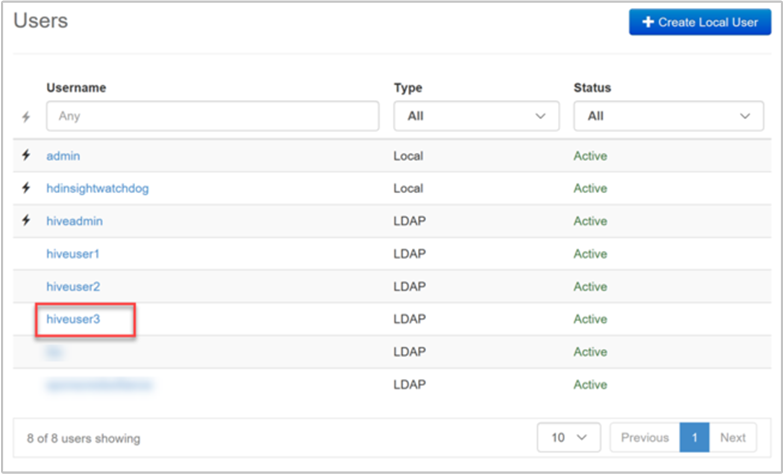 Users
Create Local User
Username Type Status
Any All All
admin Local Active
hdinsightwatchdog Local Active
hiveadmin LDAP Active
hiveuser1 LDAP Active
hiveuser2 LDAP Active
hiveuser3 LDAP Active
LDAP Active
LDAP Active
8 of 8 users showing 10 Previous 1 Next